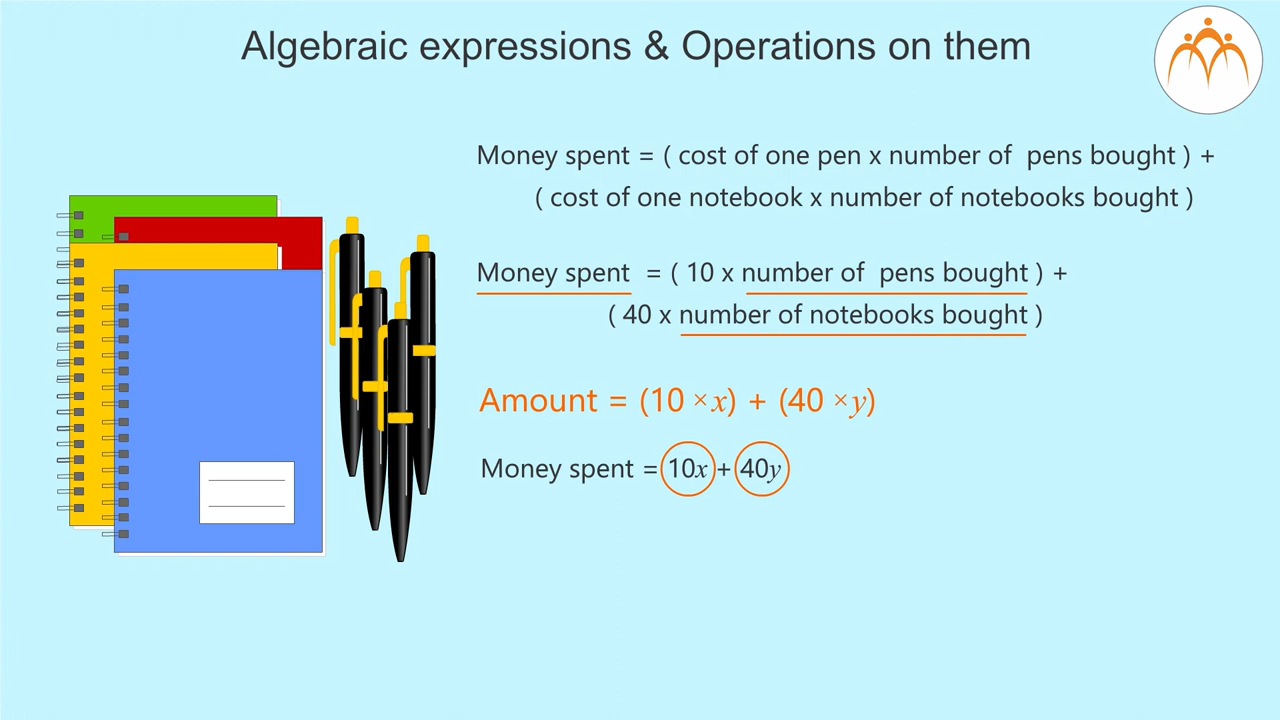 Algebraic expressions & Operations on them
Money spent = ( cost of one pen x number of pens bought ) +
( cost of one notebook x number of notebooks bought )
Money spent = ( 10 x number of pens bought ) +
( 40 x number of notebooks bought )
Amount = (10 × x) + (40 × y)
Money spent = 10x + 40y